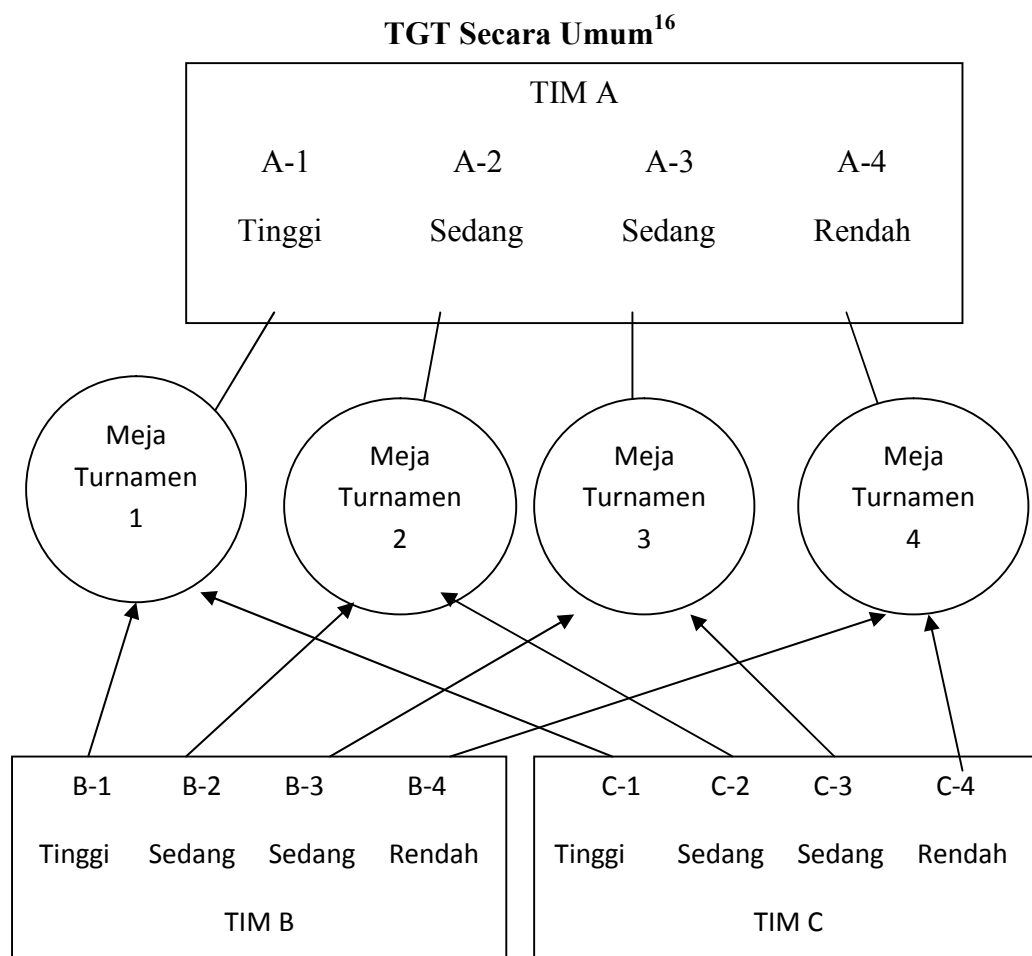 TGT Secara Umum16
TIM A
A-1 A-2 A-3 A-4
Tinggi Sedang Sedang Rendah
Meja
Turnamen
1
Meja
Turnamen
2
Meja
Turnamen
3
Meja
Turnamen
4
B-1 B-2 B-3 B-4
Tinggi Sedang Sedang Rendah
TIM B
C-1 C-2 C-3 C-4
Tinggi Sedang Sedang Rendah
TIM C